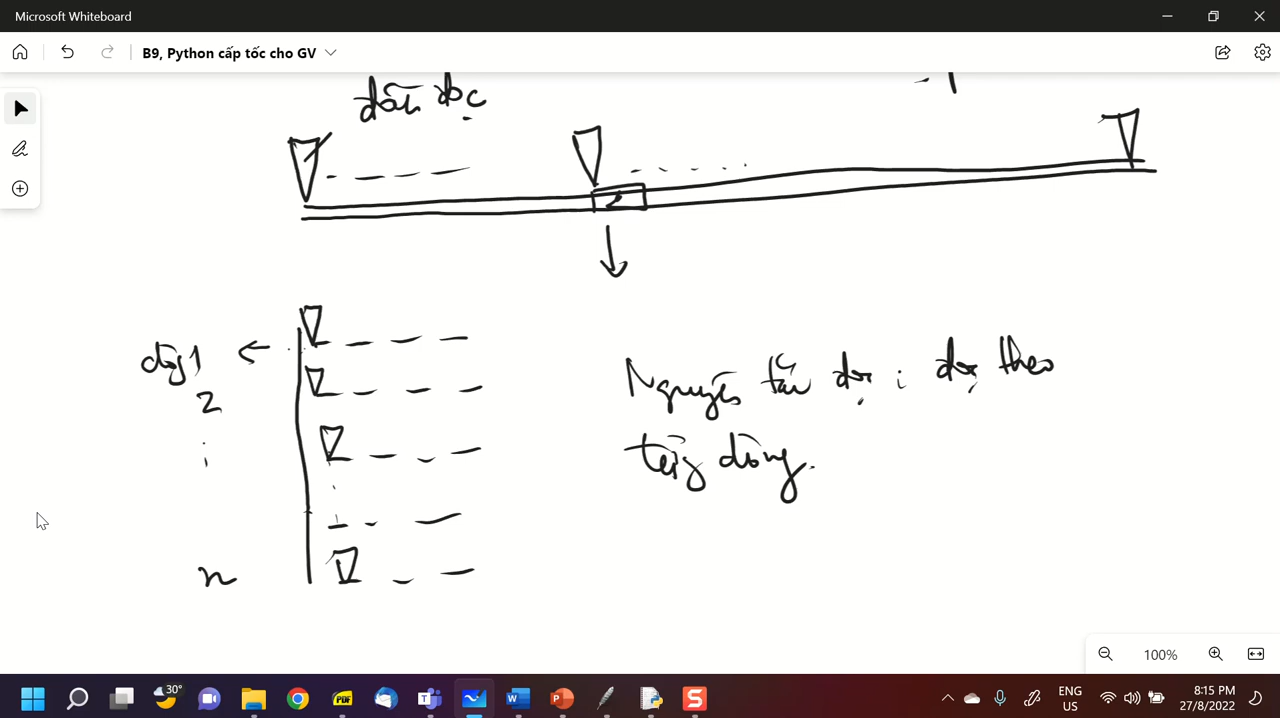 Microsoft Whiteboard
B9, Python cấp tốc cho GV
đầu đọc
dòng 1
2
i
n
Nguyên tắc đọc : đọc theo
từng dòng.
100%
30°
ENG
US
8:15 PM
27/8/2022